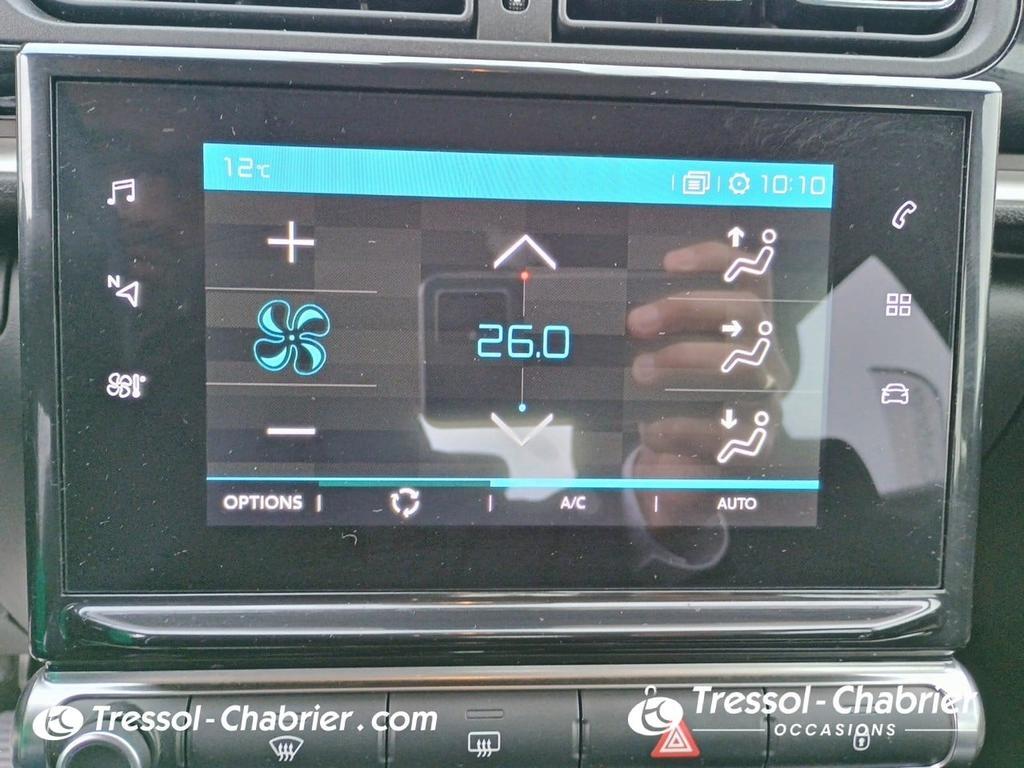 12°C 10:10
N
26.0
OPTIONS A/C AUTO
Tressol-Chabrier.com
Tressol-Chabrier
OCCASIONS